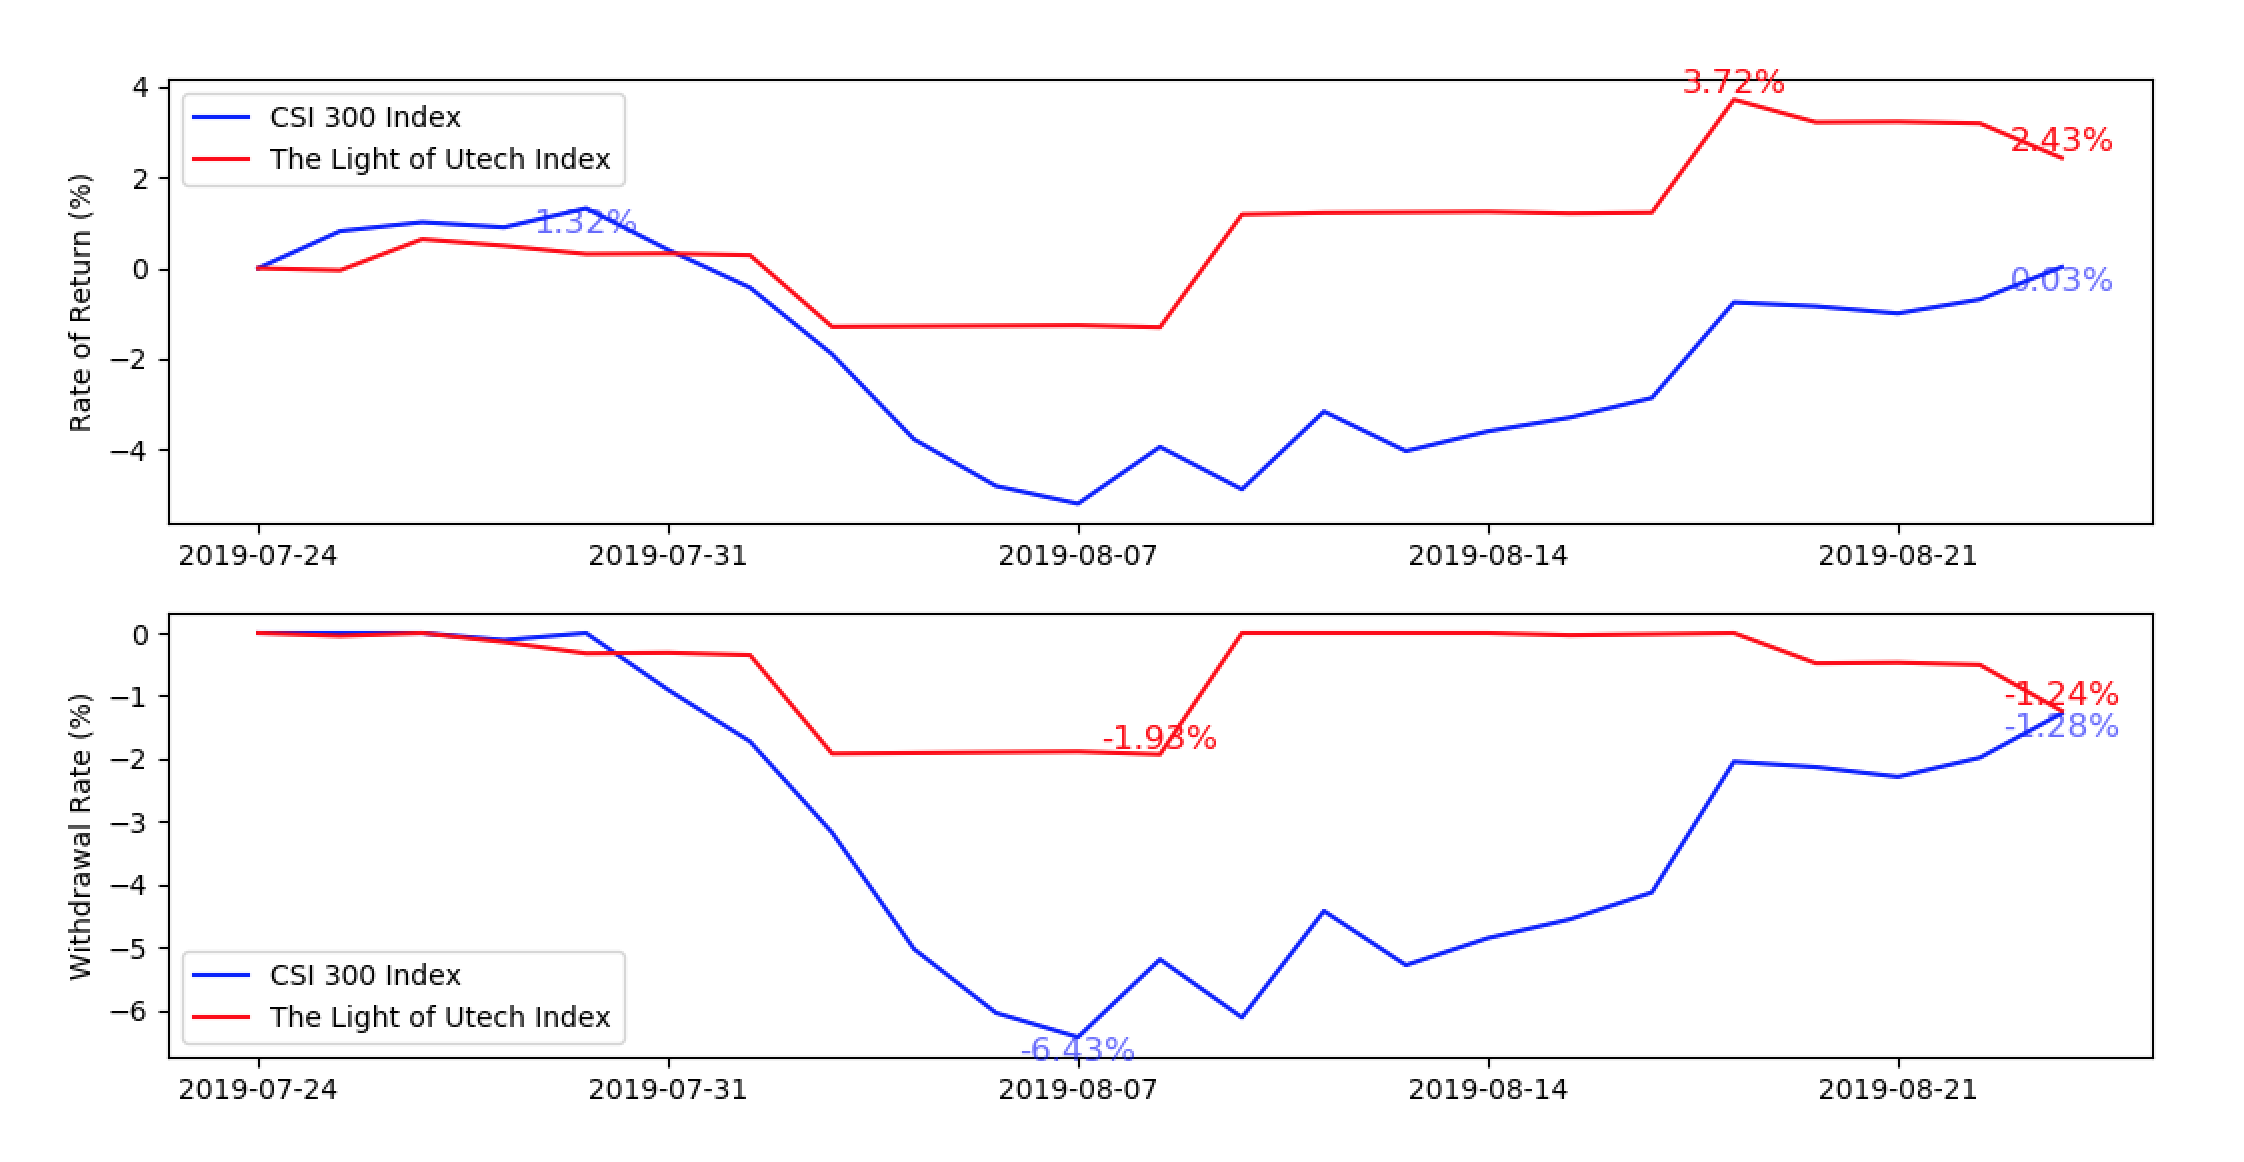 4
3.72%
CSI 300 Index
The Light of Utech Index
2.43%
2
1.32%
0
0.03%
−2
−4
Rate of Return (%)
2019-07-24 2019-07-31 2019-08-07 2019-08-14 2019-08-21
0
−1
-1.24%
-1.28%
-1.93%
−2
−3
−4
−5
CSI 300 Index
−6
The Light of Utech Index
-6.43%
Withdrawal Rate (%)
2019-07-24 2019-07-31 2019-08-07 2019-08-14 2019-08-21